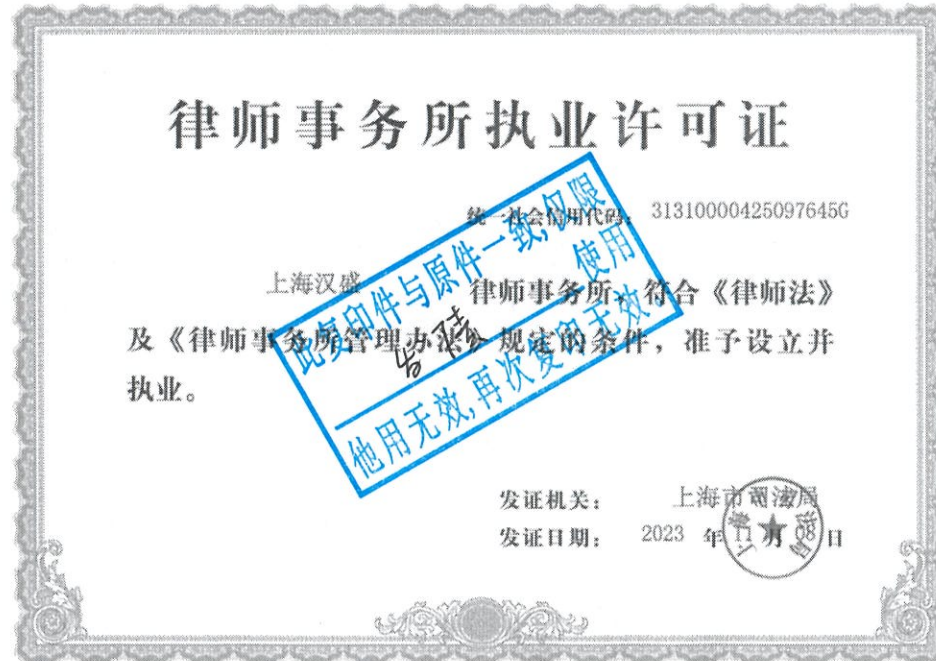 律师事务所执业许可证
统一社会信用代码: 31310000425097645G
上海汉盛 律师事务所，符合《律师法》
及《律师事务所管理办法》规定的条件，准予设立并
执业。
此复印件与原件一致,仅限
使用
他用无效,再次复印无效
发证机关： 上海市司法局
发证日期： 2023 年 11 月 08 日